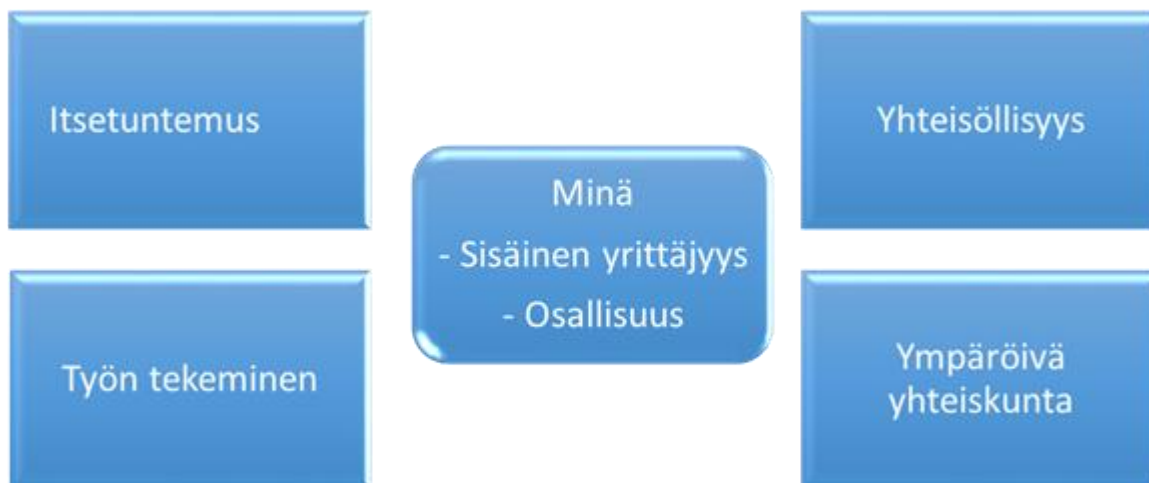 Itsetuntemus
Yhteisöllisyys
Minä
- Sisäinen yrittäjyys
- Osallisuus
Työn tekeminen
Ympäröivä
yhteiskunta